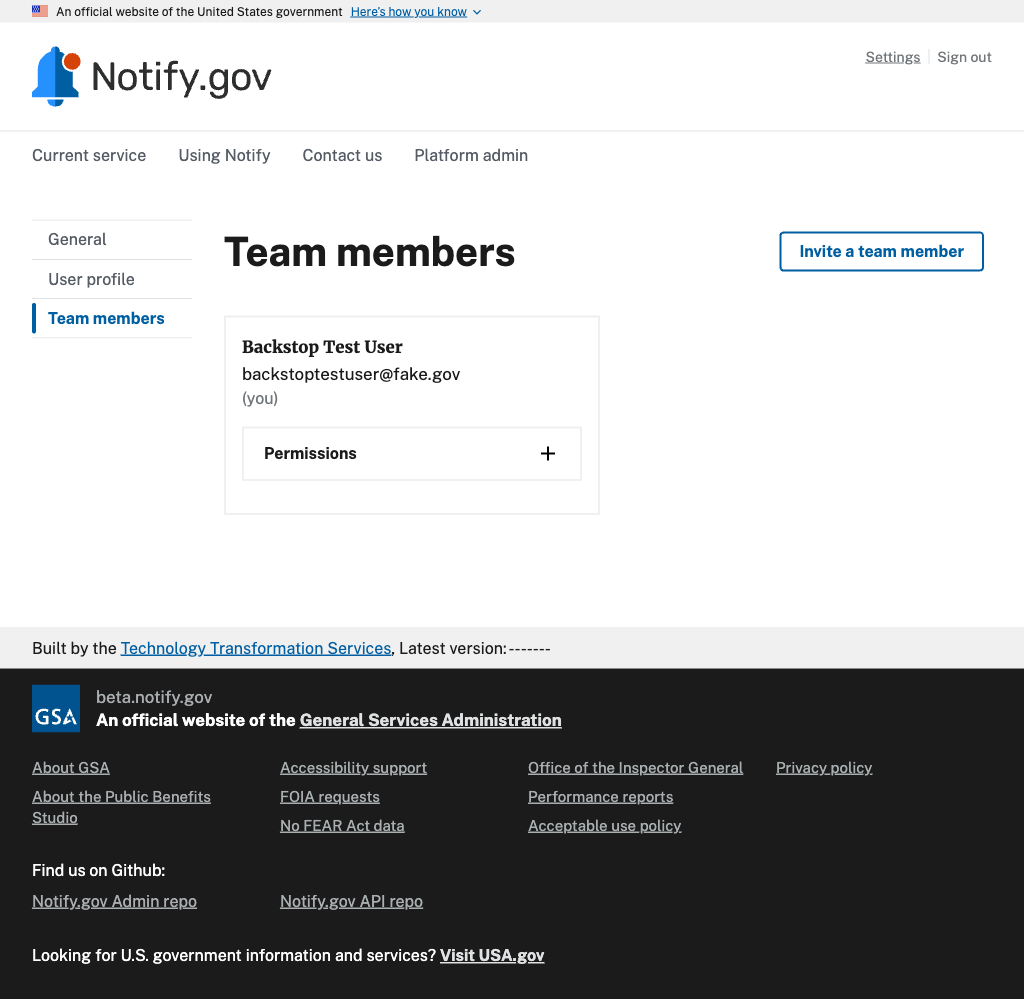 An official website of the United States government Here's how you know
Notify.gov
Settings Sign out
Current service Using Notify Contact us Platform admin
General
User profile
Team members
Team members
Invite a team member
Backstop Test User
backstoptestuser@fake.gov
(you)
Permissions
Built by the Technology Transformation Services, Latest version:-------
GSA
beta.notify.gov
An official website of the General Services Administration
About GSA
About the Public Benefits
Studio
Accessibility support
FOIA requests
No FEAR Act data
Office of the Inspector General
Performance reports
Acceptable use policy
Privacy policy
Find us on Github:
Notify.gov Admin repo
Notify.gov API repo
Looking for U.S. government information and services? Visit USA.gov